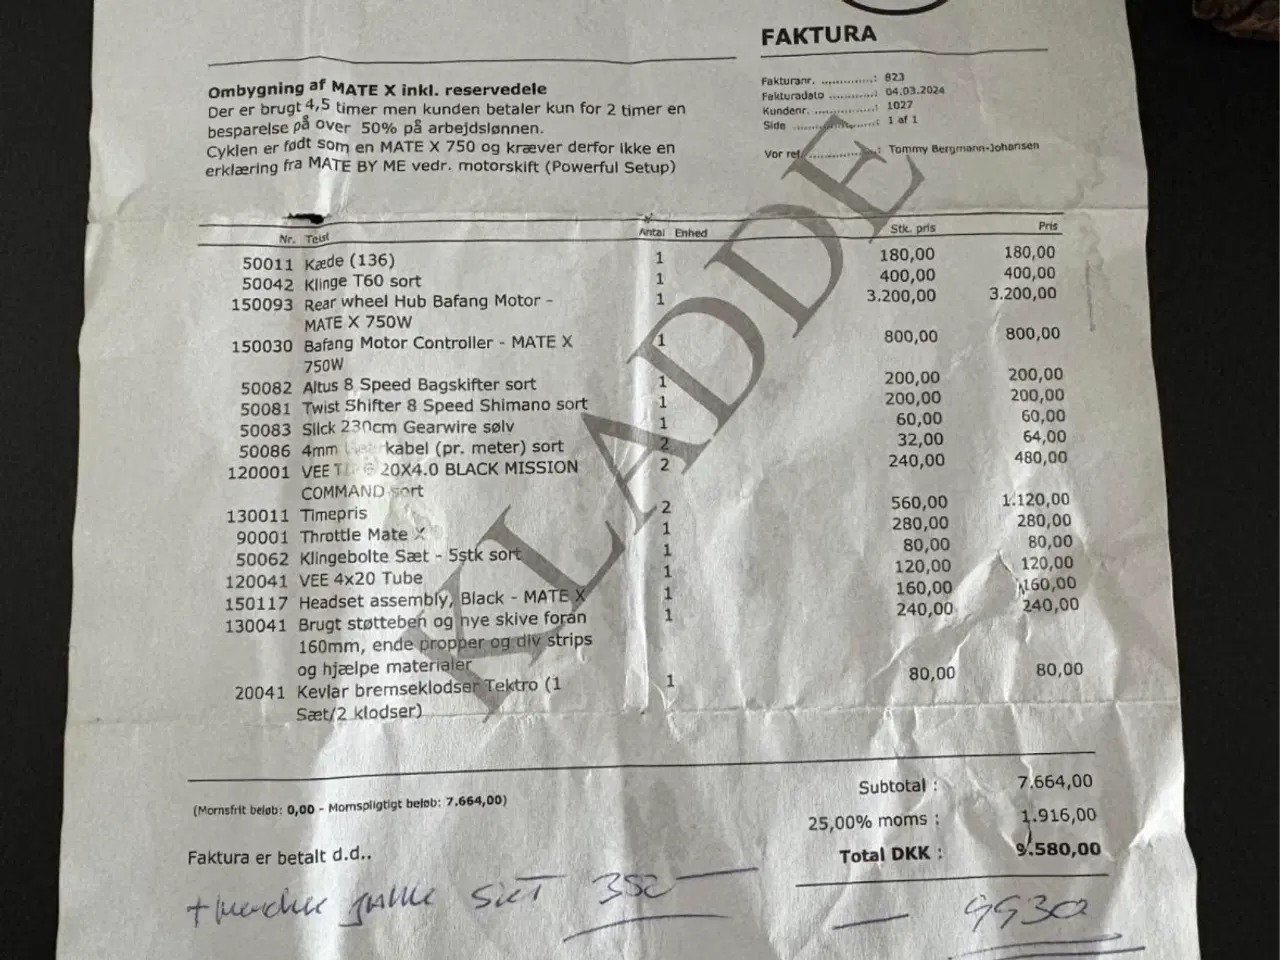 FAKTURA
Ombygning af MATE X inkl. reservedele
Der er brugt 4,5 timer men kunden betaler kun for 2 timer en
besparelse på over 50% på arbejdslønnen.
Cyklen er født som en MATE X 750 og kræver derfor ikke en
erklæring fra MATE BY ME vedr. motorskift (Powerful Setup)
Fakturanr. ............: 823
Fakturadato ...........: 04.03.2024
Kundenr. ..............: 1027
Side ..................: 1 af 1
Vor ref. ..............: Tommy Bergmann-Johansen
Nr. Tekst Antal Enhed Stk. pris Pris
50011 Kæde (136) 1 180,00 180,00
50042 Klinge T60 sort 1 400,00 400,00
150093 Rear wheel Hub Bafang Motor - 1 3.200,00 3.200,00
MATE X 750W
150030 Bafang Motor Controller - MATE X 1 800,00 800,00
750W
50082 Altus 8 Speed Bagskifter sort 1 200,00 200,00
50081 Twist Shifter 8 Speed Shimano sort 1 200,00 200,00
50083 Slick 230cm Gearwire sølv 1 60,00 60,00
50086 4mm kabel (pr. meter) sort 2 32,00 64,00
120001 VEE 20X4.0 BLACK MISSION 2 240,00 480,00
COMMAND sort
130011 Timepris 2 560,00 1.120,00
90001 Throttle Mate X 1 280,00 280,00
50062 Klingebolte Sæt - 5stk sort 1 80,00 80,00
120041 VEE 4x20 Tube 1 120,00 120,00
150117 Headset assembly, Black - MATE X 1 160,00 160,00
130041 Brugt støtteben og nye skive foran 1 240,00 240,00
160mm, ende propper og div strips
og hjælpe materialer
20041 Kevlar bremseklodser Tektro (1 1 80,00 80,00
Sæt/2 klodser)
KLADDE
(Momsfrit beløb: 0,00 - Momspligtigt beløb: 7.664,00)
Subtotal : 7.664,00
25,00% moms : 1.916,00
Total DKK : 9.580,00
Faktura er betalt d.d..
sæt 350
9930